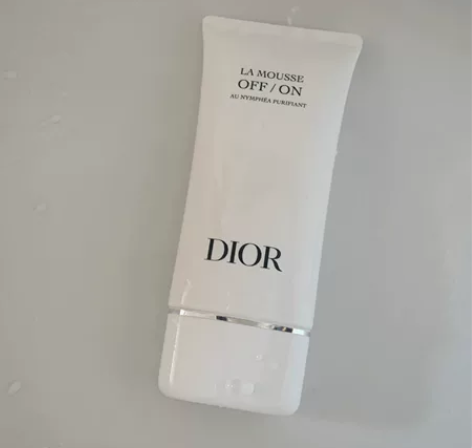 LA MOUSSE
OFF / ON
AU NYMPHÉA PURIFIANT
DIOR